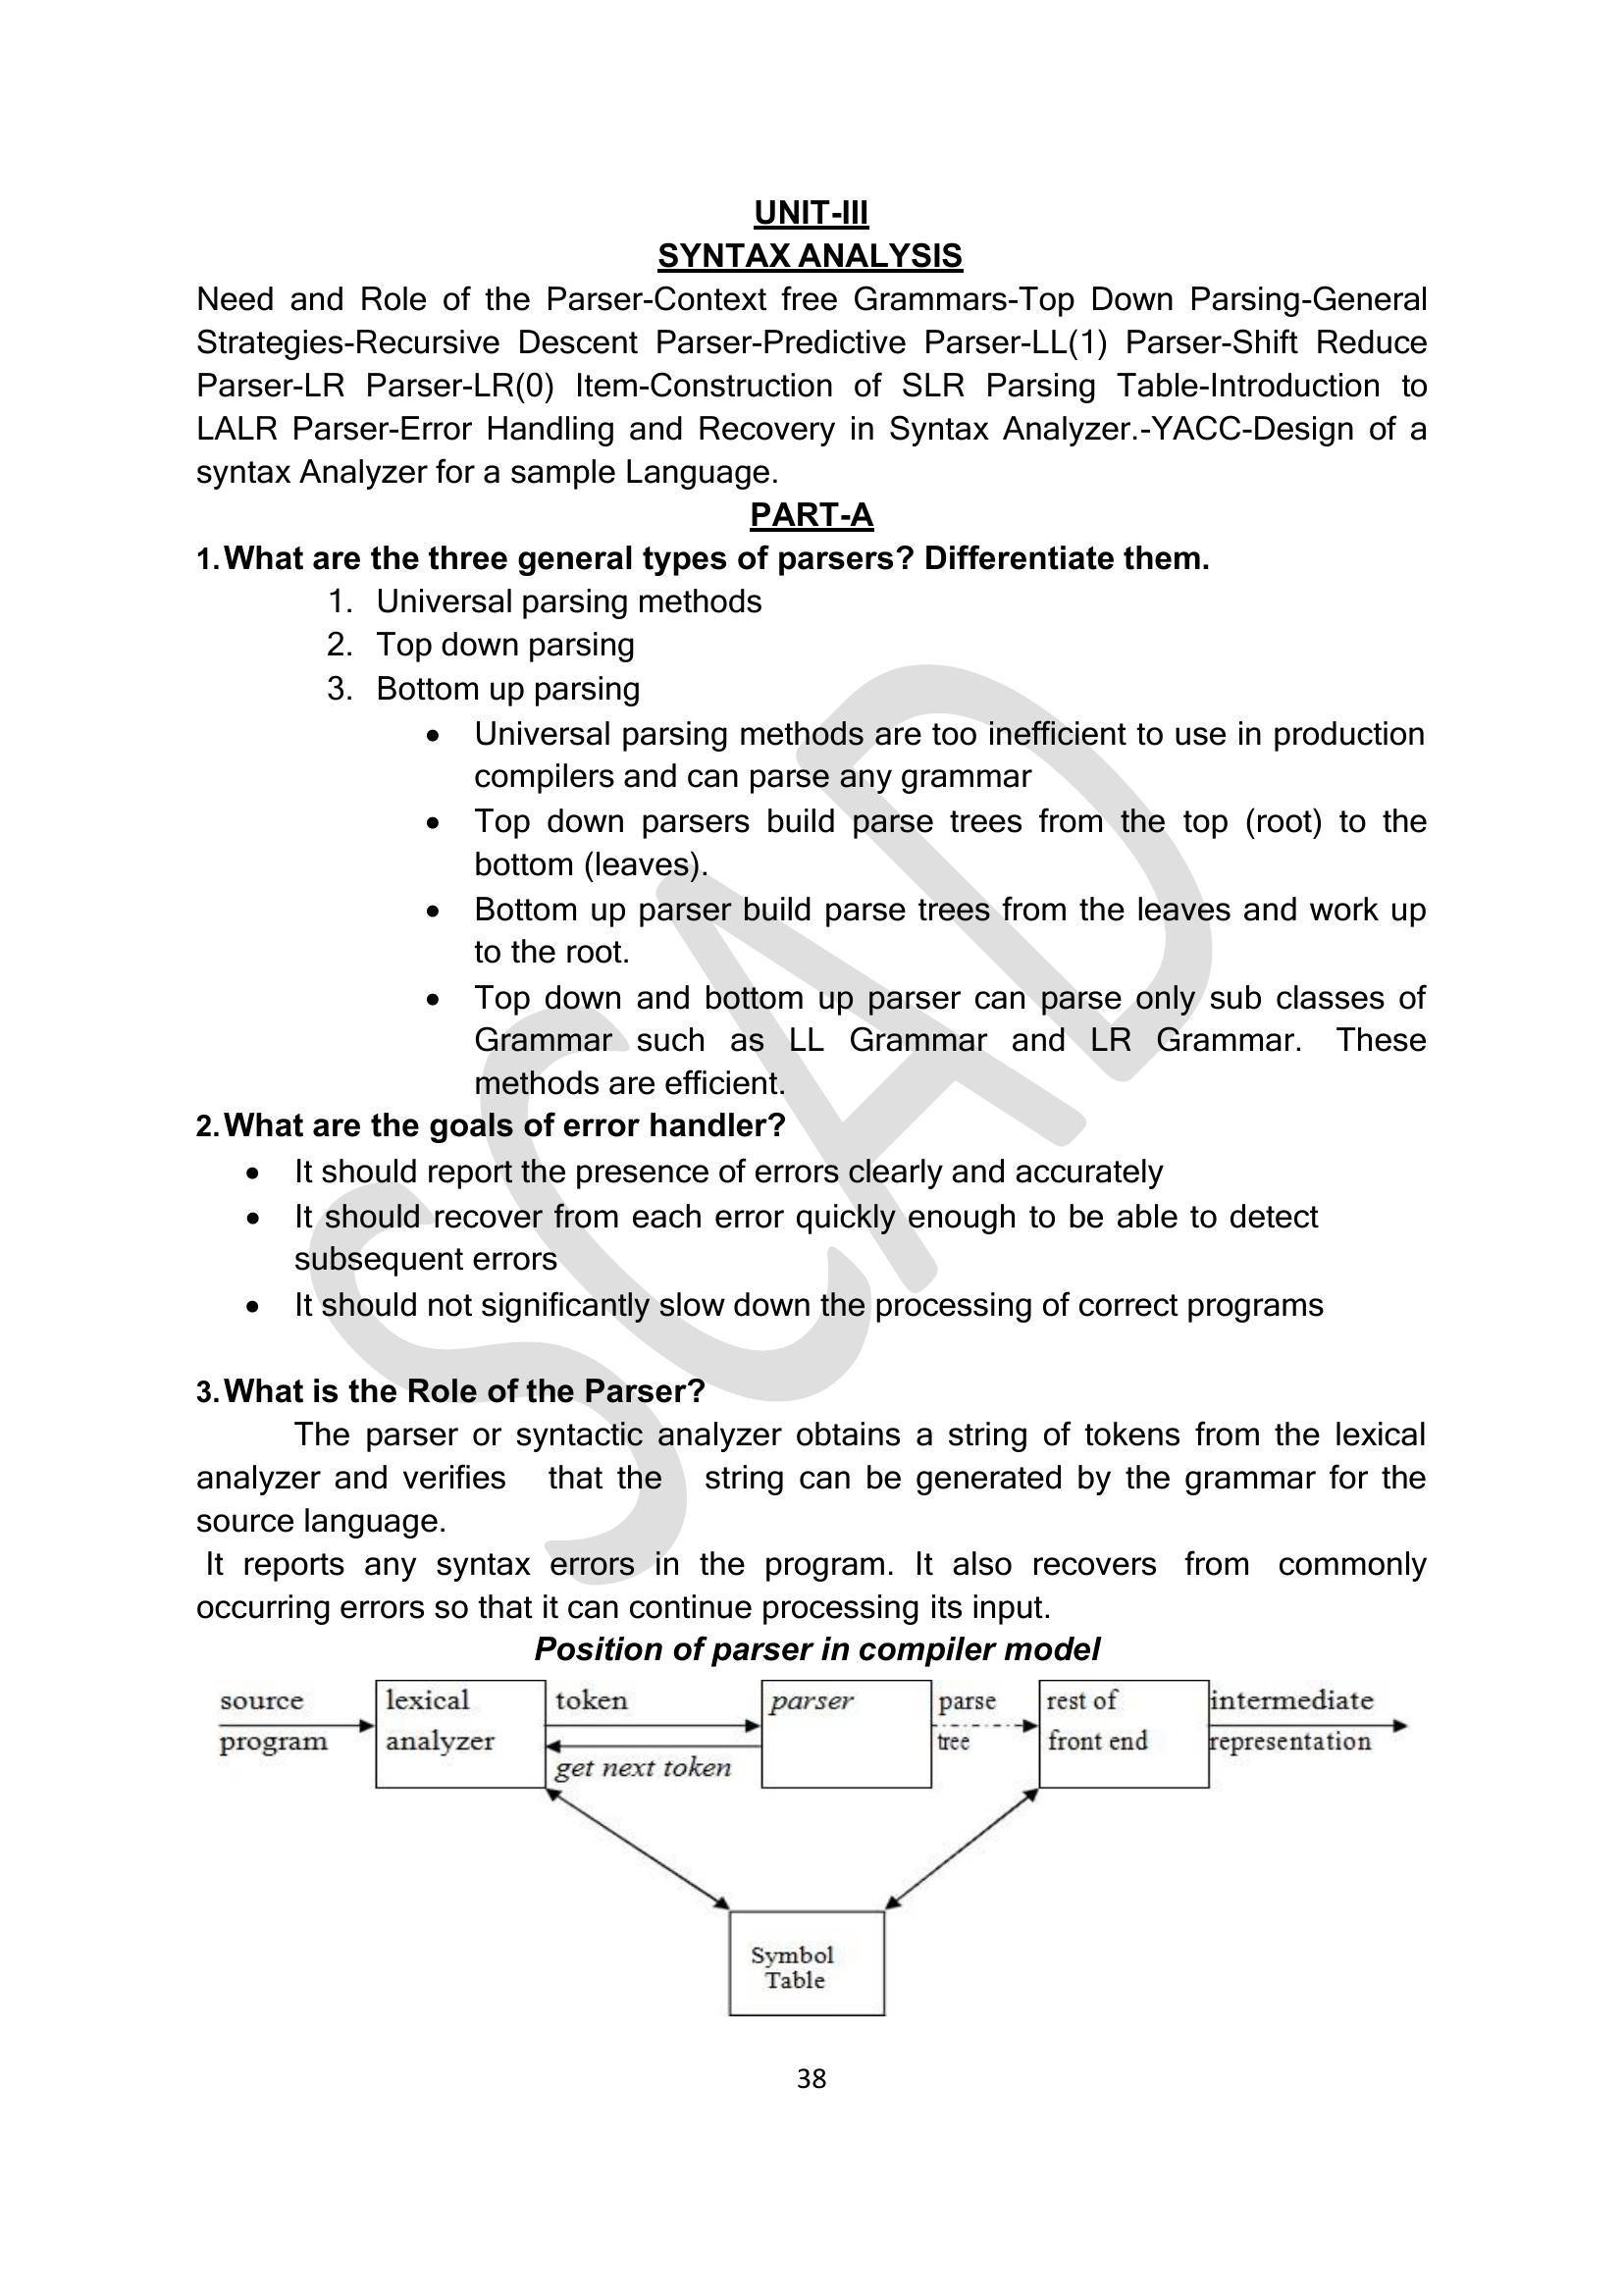 UNIT-III
SYNTAX ANALYSIS
Need and Role of the Parser-Context free Grammars-Top Down Parsing-General
Strategies-Recursive Descent Parser-Predictive Parser-LL(1) Parser-Shift Reduce
Parser-LR Parser-LR(0) Item-Construction of SLR Parsing Table-Introduction to
LALR Parser-Error Handling and Recovery in Syntax Analyzer.-YACC-Design of a
syntax Analyzer for a sample Language.
PART-A
1. What are the three general types of parsers? Differentiate them.
1. Universal parsing methods
2. Top down parsing
3. Bottom up parsing
• Universal parsing methods are too inefficient to use in production
compilers and can parse any grammar
• Top down parsers build parse trees from the top (root) to the
bottom (leaves).
• Bottom up parser build parse trees from the leaves and work up
to the root.
• Top down and bottom up parser can parse only sub classes of
Grammar such as LL Grammar and LR Grammar. These
methods are efficient.
2. What are the goals of error handler?
• It should report the presence of errors clearly and accurately
• It should recover from each error quickly enough to be able to detect
subsequent errors
• It should not significantly slow down the processing of correct programs
3. What is the Role of the Parser?
The parser or syntactic analyzer obtains a string of tokens from the lexical
analyzer and verifies that the string can be generated by the grammar for the
source language.
It reports any syntax errors in the program. It also recovers from commonly
occurring errors so that it can continue processing its input.
Position of parser in compiler model
source
program
lexical
analyzer
token
get next token
parser
parse
tree
rest of
front end
intermediate
representation
Symbol
Table
38
SCAD